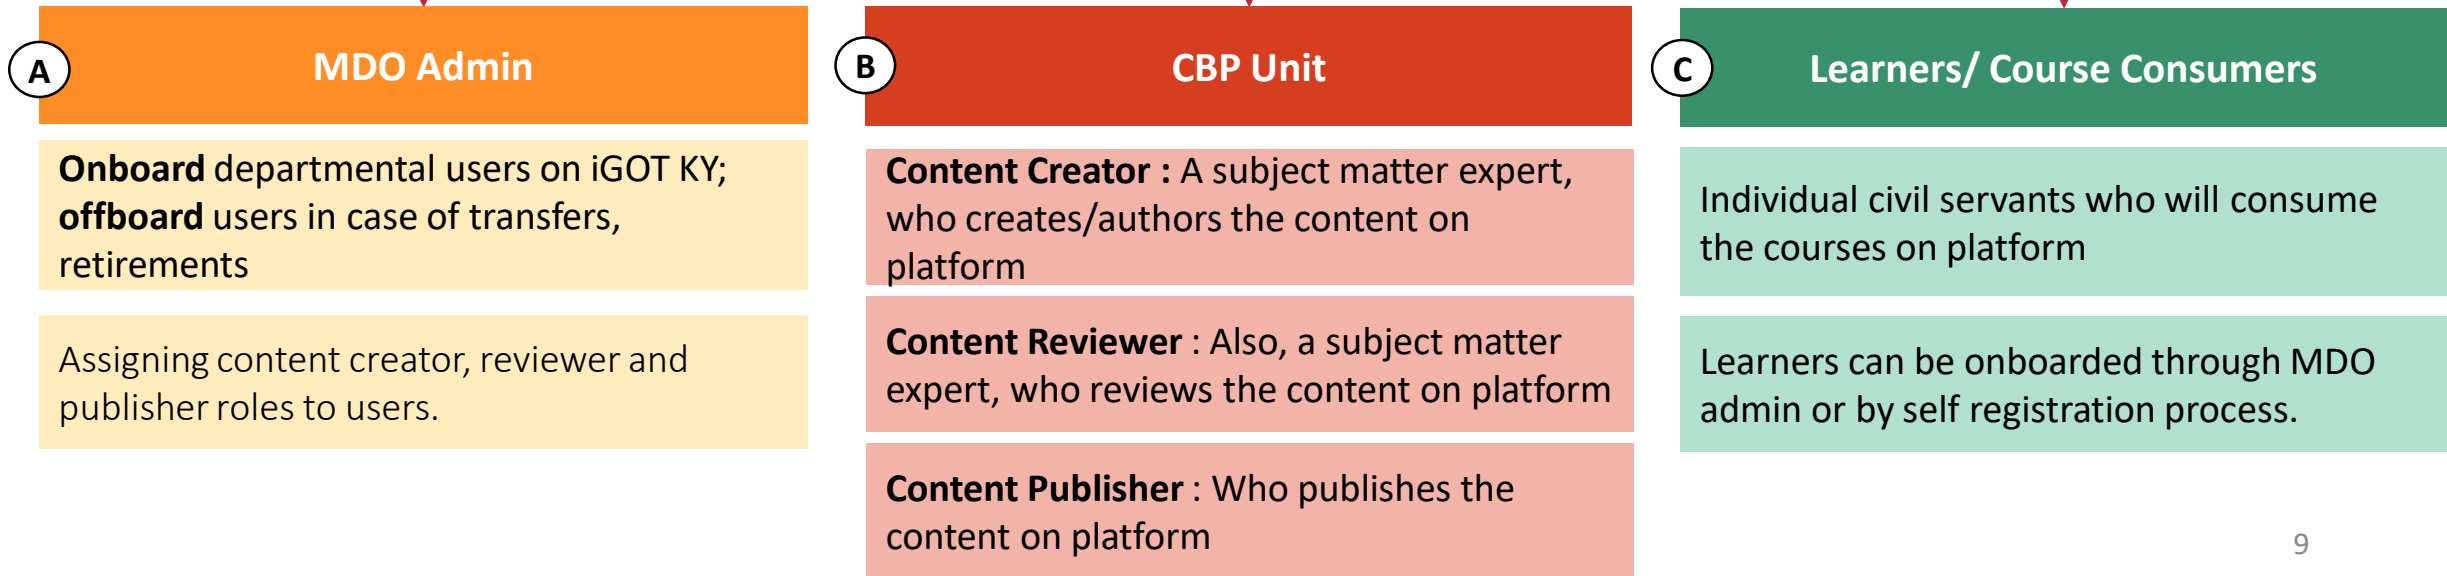 A
MDO Admin
Onboard departmental users on iGOT KY;
offboard users in case of transfers,
retirements
Assigning content creator, reviewer and
publisher roles to users.
B
CBP Unit
Content Creator : A subject matter expert,
who creates/authors the content on
platform
Content Reviewer : Also, a subject matter
expert, who reviews the content on platform
Content Publisher : Who publishes the
content on platform
C
Learners/ Course Consumers
Individual civil servants who will consume
the courses on platform
Learners can be onboarded through MDO
admin or by self registration process.
9